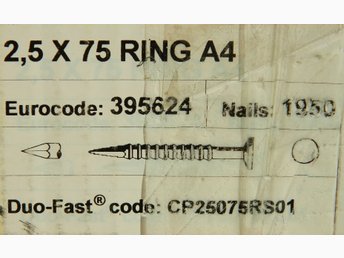 2,5 X 75 RING A4
Eurocode: 395624 Nails: 1950
Duo-Fast® code: CP25075RS01